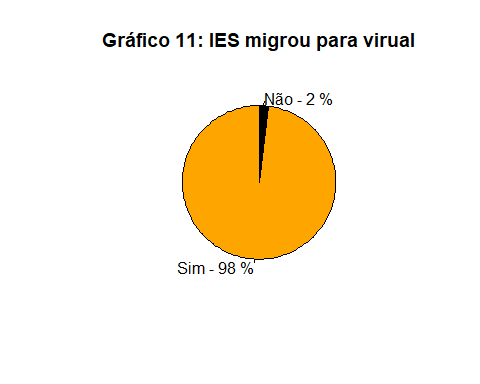 Gráfico 11: IES migrou para virual
Não - 2 %
Sim - 98 %